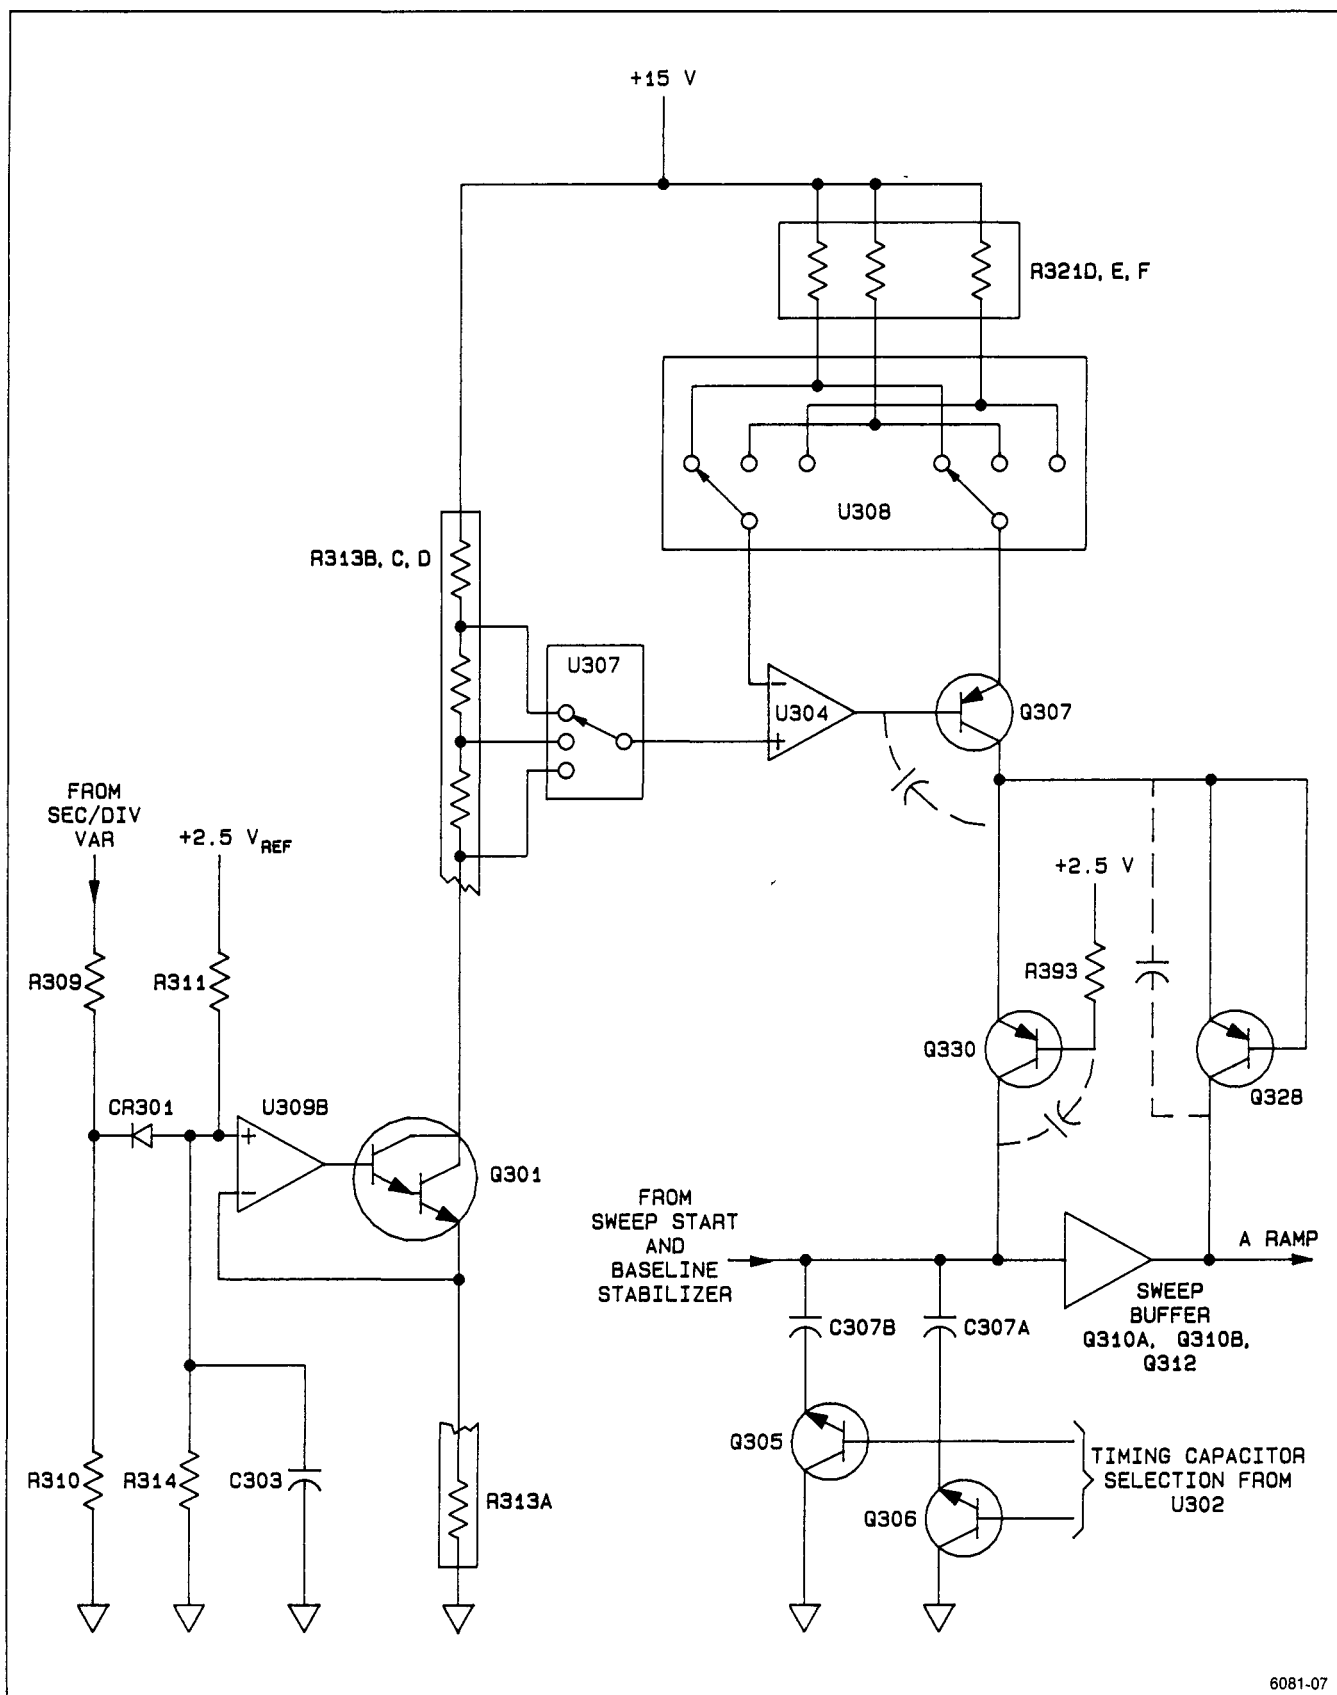 +15 V
R321D, E, F
U308
R313B, C, D
U307
U304
Q307
FROM
SEC/DIV
VAR
+2.5 VREF
+2.5 V
R309
R311
R393
Q330
Q328
CR301
U309B
+
−
Q301
−
+
FROM
SWEEP START
AND
BASELINE
STABILIZER
A RAMP
SWEEP
BUFFER
Q310A, Q310B,
Q312
C307B
C307A
Q305
Q306
TIMING CAPACITOR
SELECTION FROM
U302
R310
R314
C303
R313A
6081-07